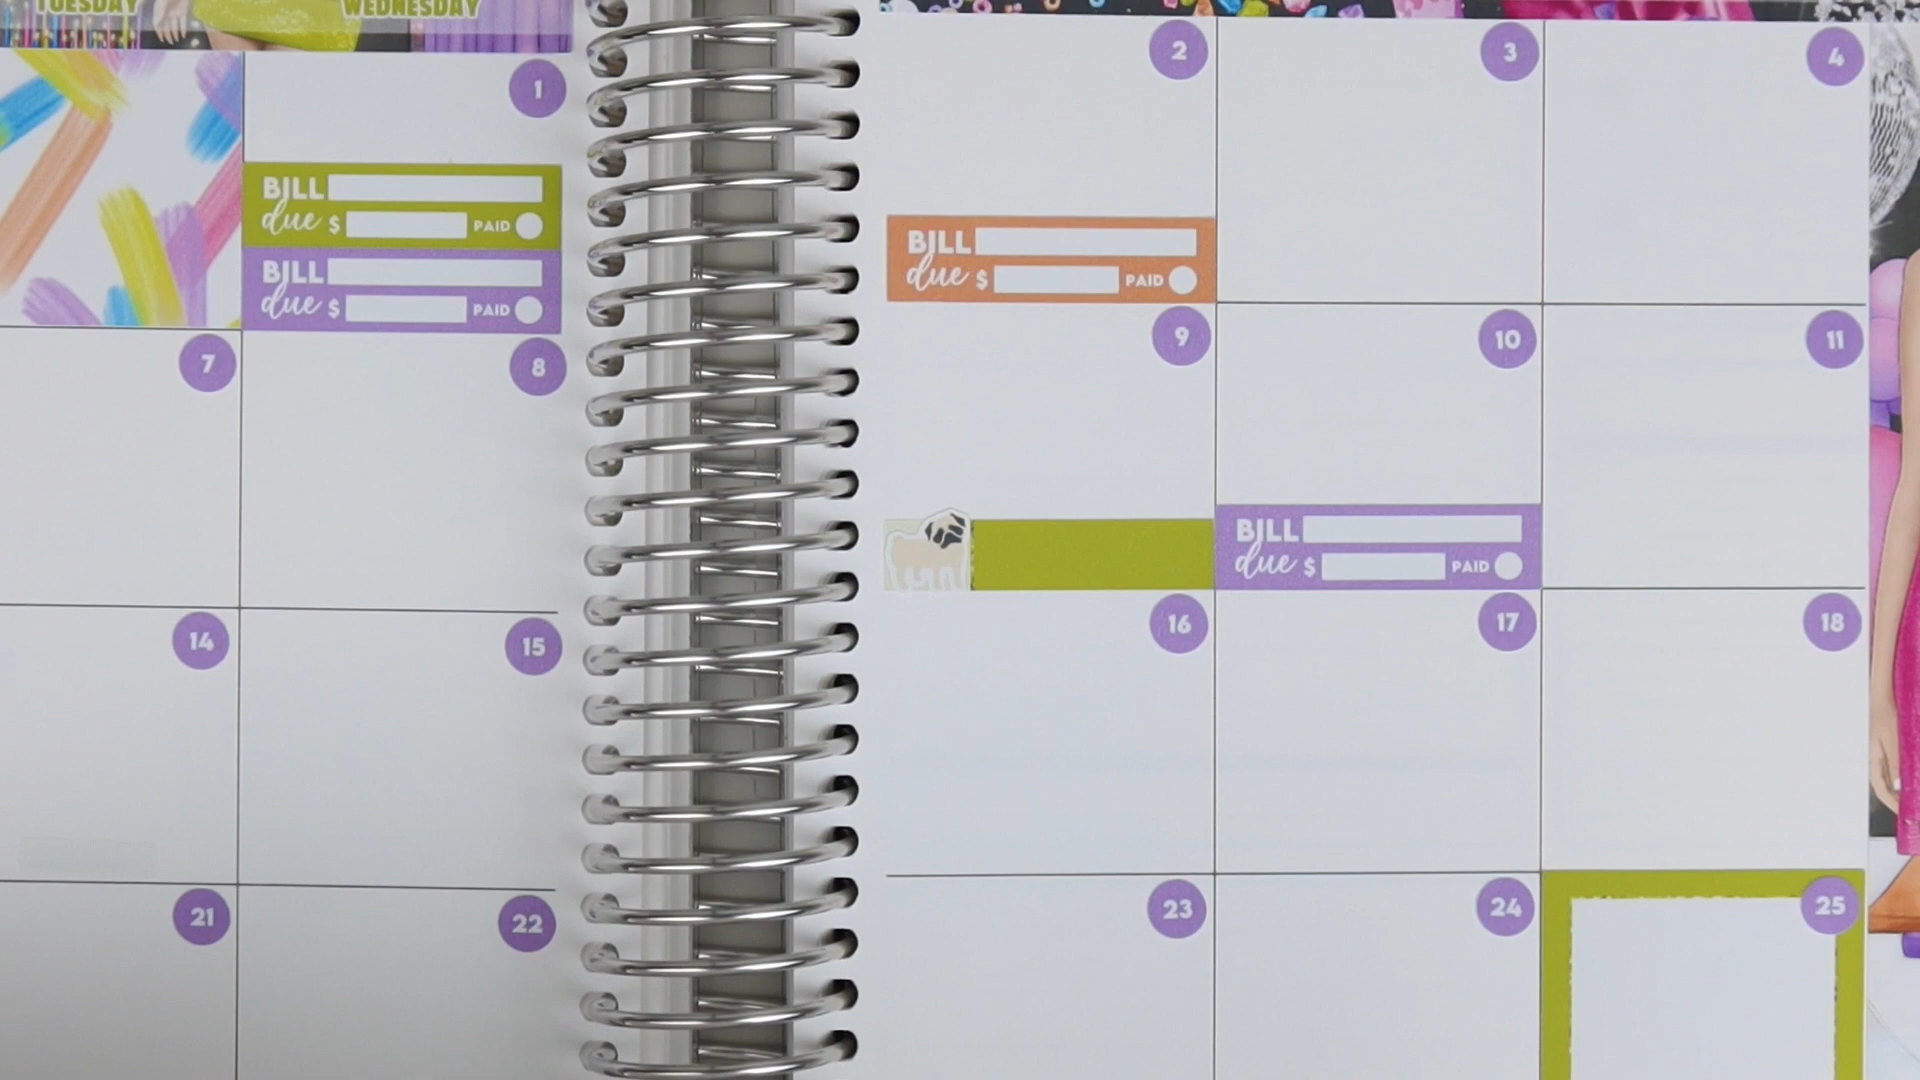 TUESDAY
WEDNESDAY
1
2
3
4
BILL
due $ PAID
BILL
due $ PAID
BILL
due $ PAID
7
8
9
10
11
BILL
due $ PAID
14
15
16
17
18
21
22
23
24
25